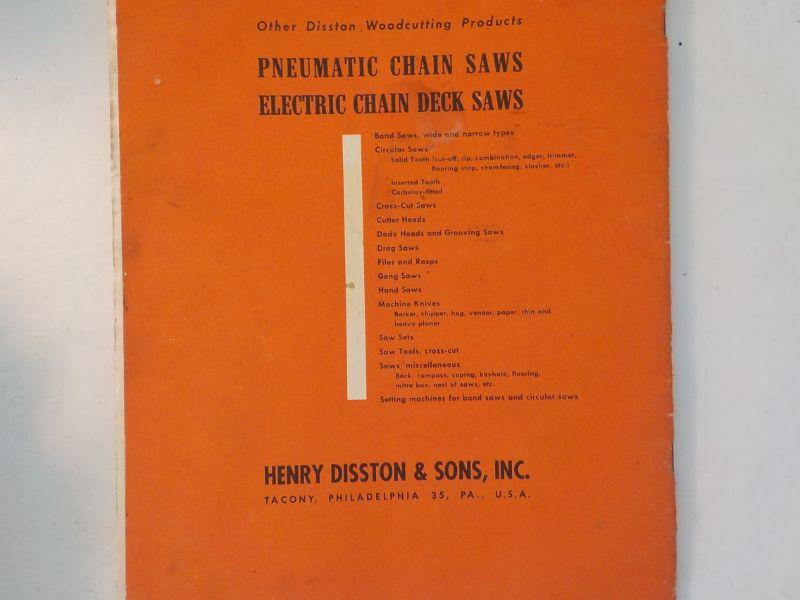 Other Disston Woodcutting Products
PNEUMATIC CHAIN SAWS
ELECTRIC CHAIN DECK SAWS
Band Saws, wide and narrow types
Circular Saws
Solid Tooth (cut-off, rip, combination, edger, trimmer,
flooring strip, chamfering, slasher, etc.)
Inserted Tooth
Carboloy-fitted
Cross-Cut Saws
Cutter Heads
Dado Heads and Grooving Saws
Drag Saws
Files and Rasps
Gang Saws
Hand Saws
Machine Knives
Barker, chipper, hog, veneer, paper, thin and
heavy planer
Saw Sets
Saw Tools, cross-cut
Saws, miscellaneous
Back, compass, coping, keyhole, flooring,
mitre box, nest of saws, etc.
Setting machines for band saws and circular saws
HENRY DISSTON & SONS, INC.
TACONY, PHILADELPHIA 35, PA., U.S.A.